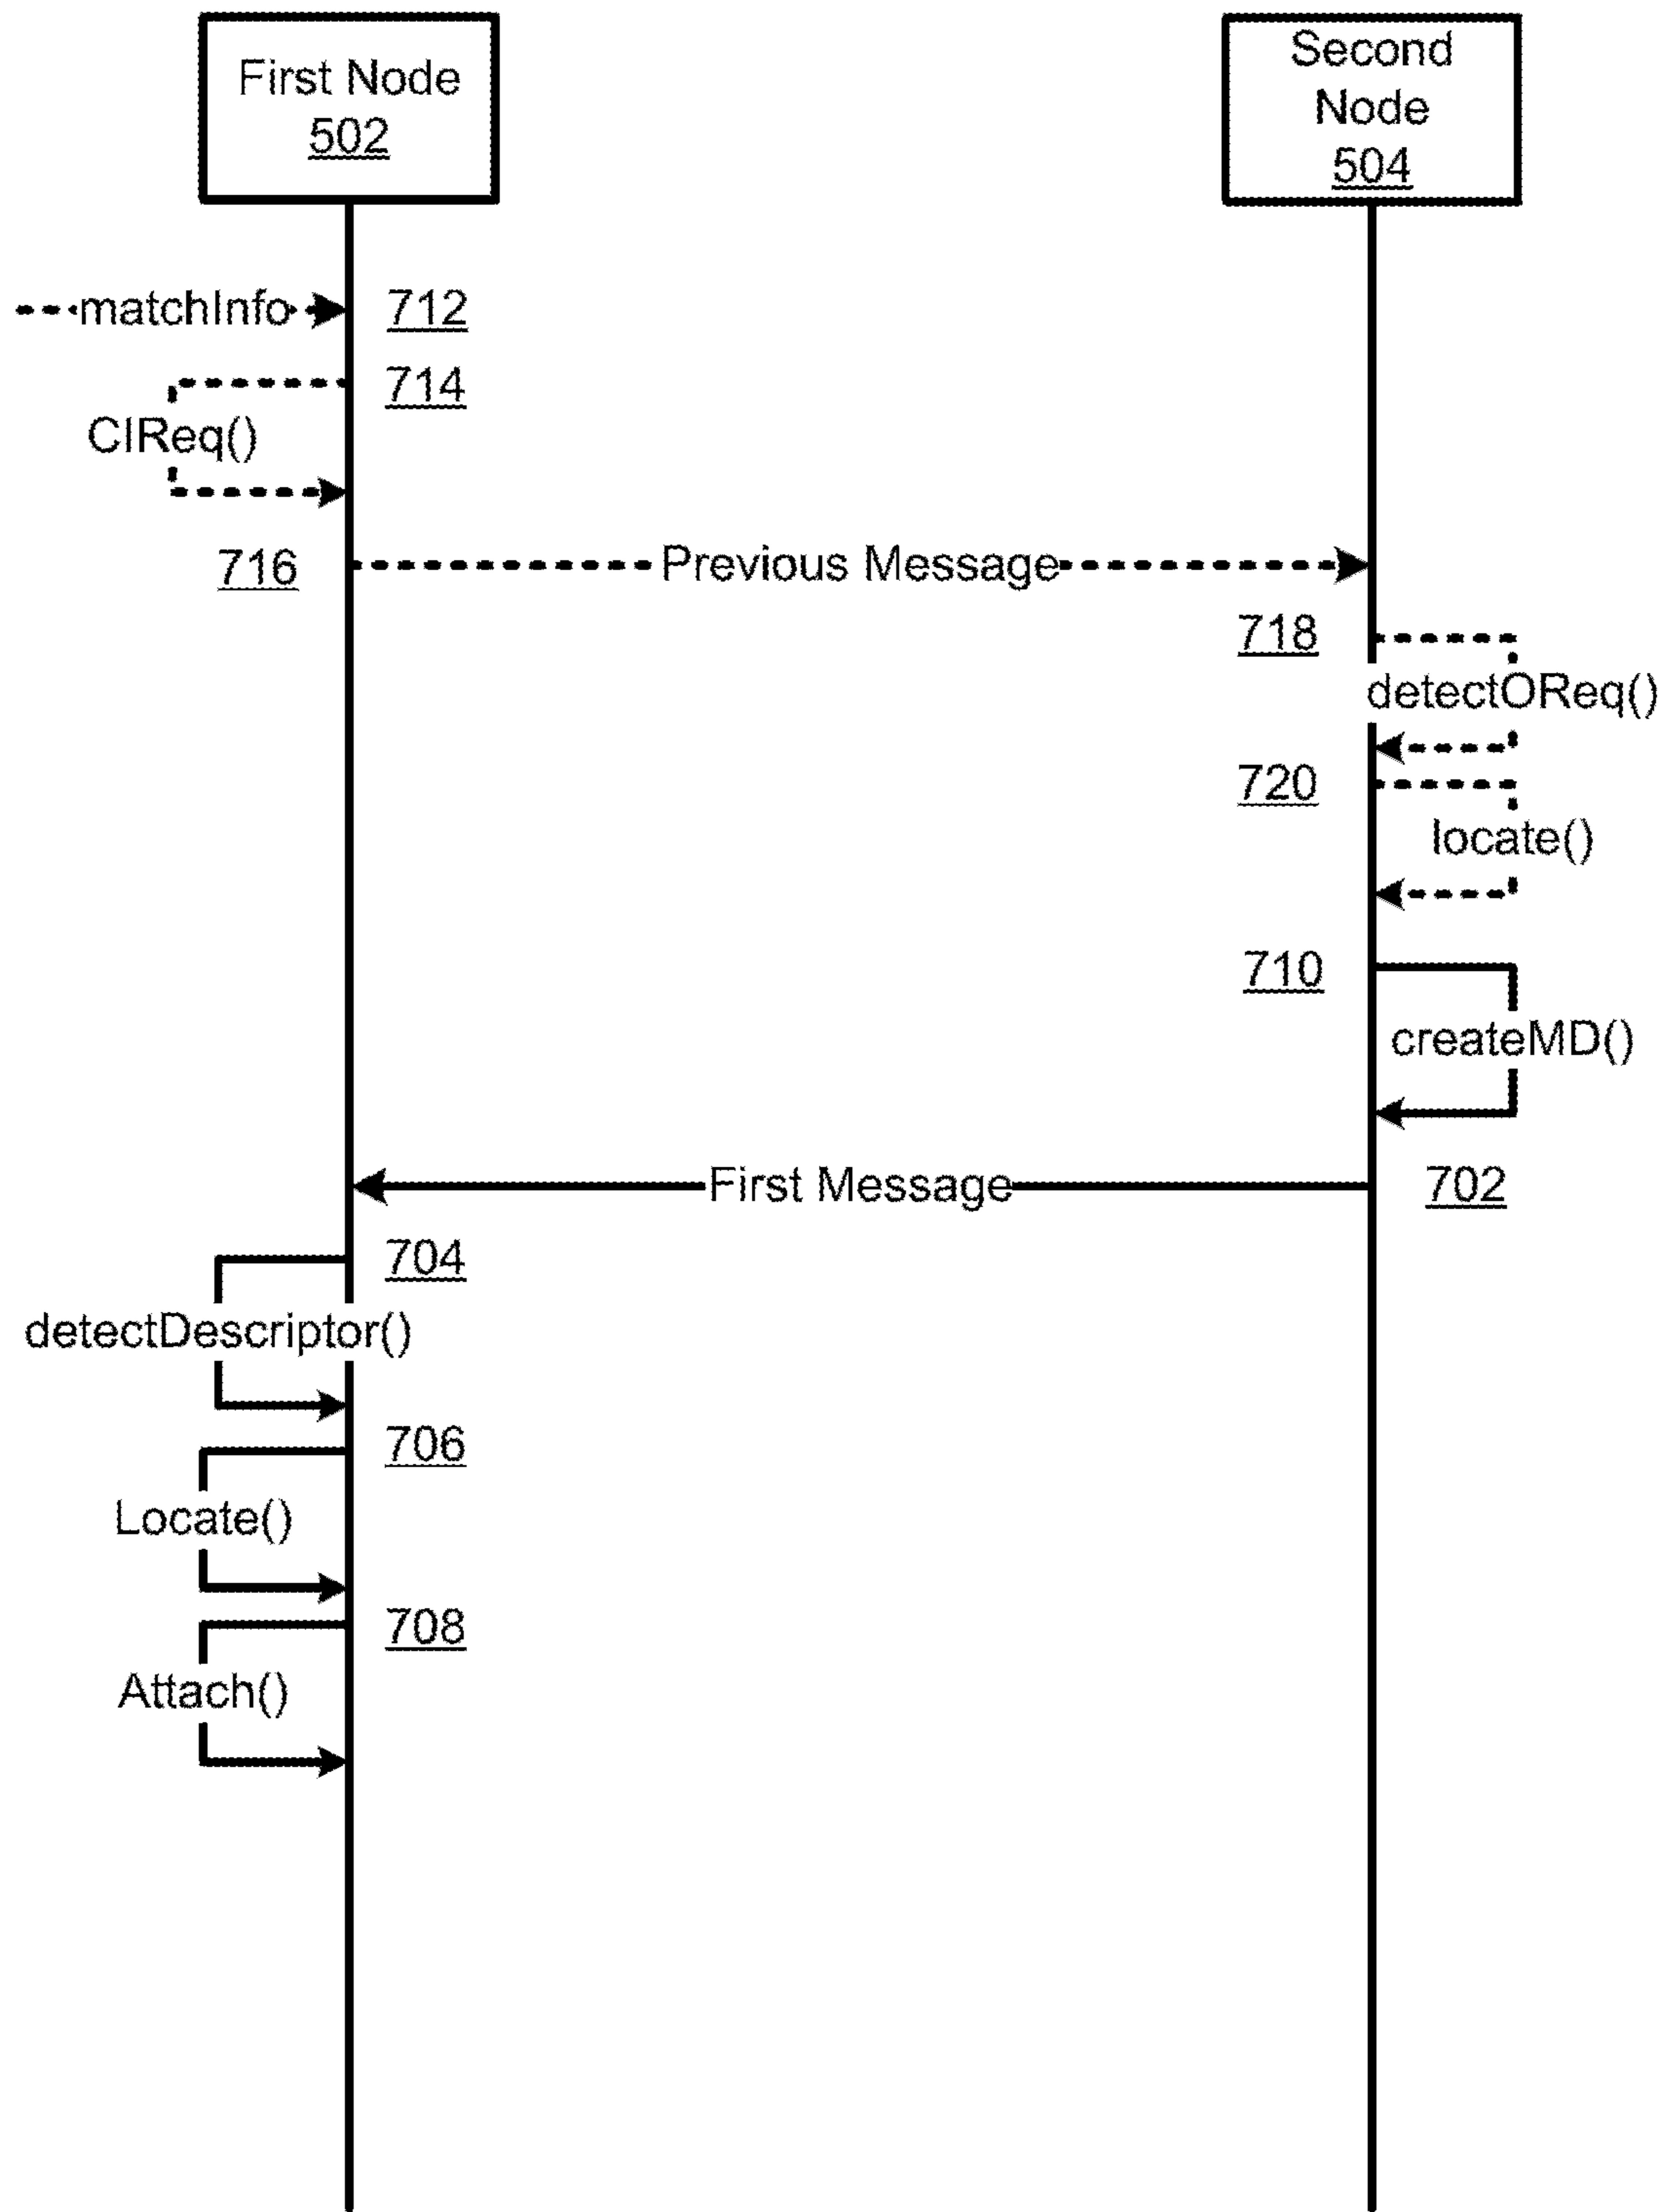 First Node
502
Second
Node
504
matchInfo
712
714
CIReq()
716
Previous Message
718
detectOReq()
720
locate()
710
createMD()
First Message
702
704
detectDescriptor()
706
Locate()
708
Attach()